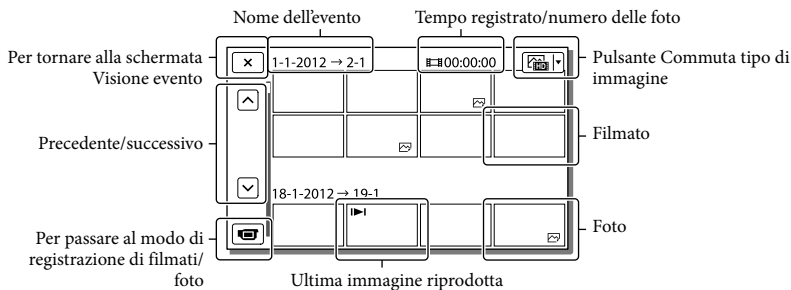 Nome dell'evento
Tempo registrato/numero delle foto
Per tornare alla schermata
Visione evento
1-1-2012 → 2-1
00:00:00
HD
Pulsante Commuta tipo di
immagine
Precedente/successivo
Filmato
18-1-2012 → 19-1
Foto
Per passare al modo di
registrazione di filmati/
foto
Ultima immagine riprodotta